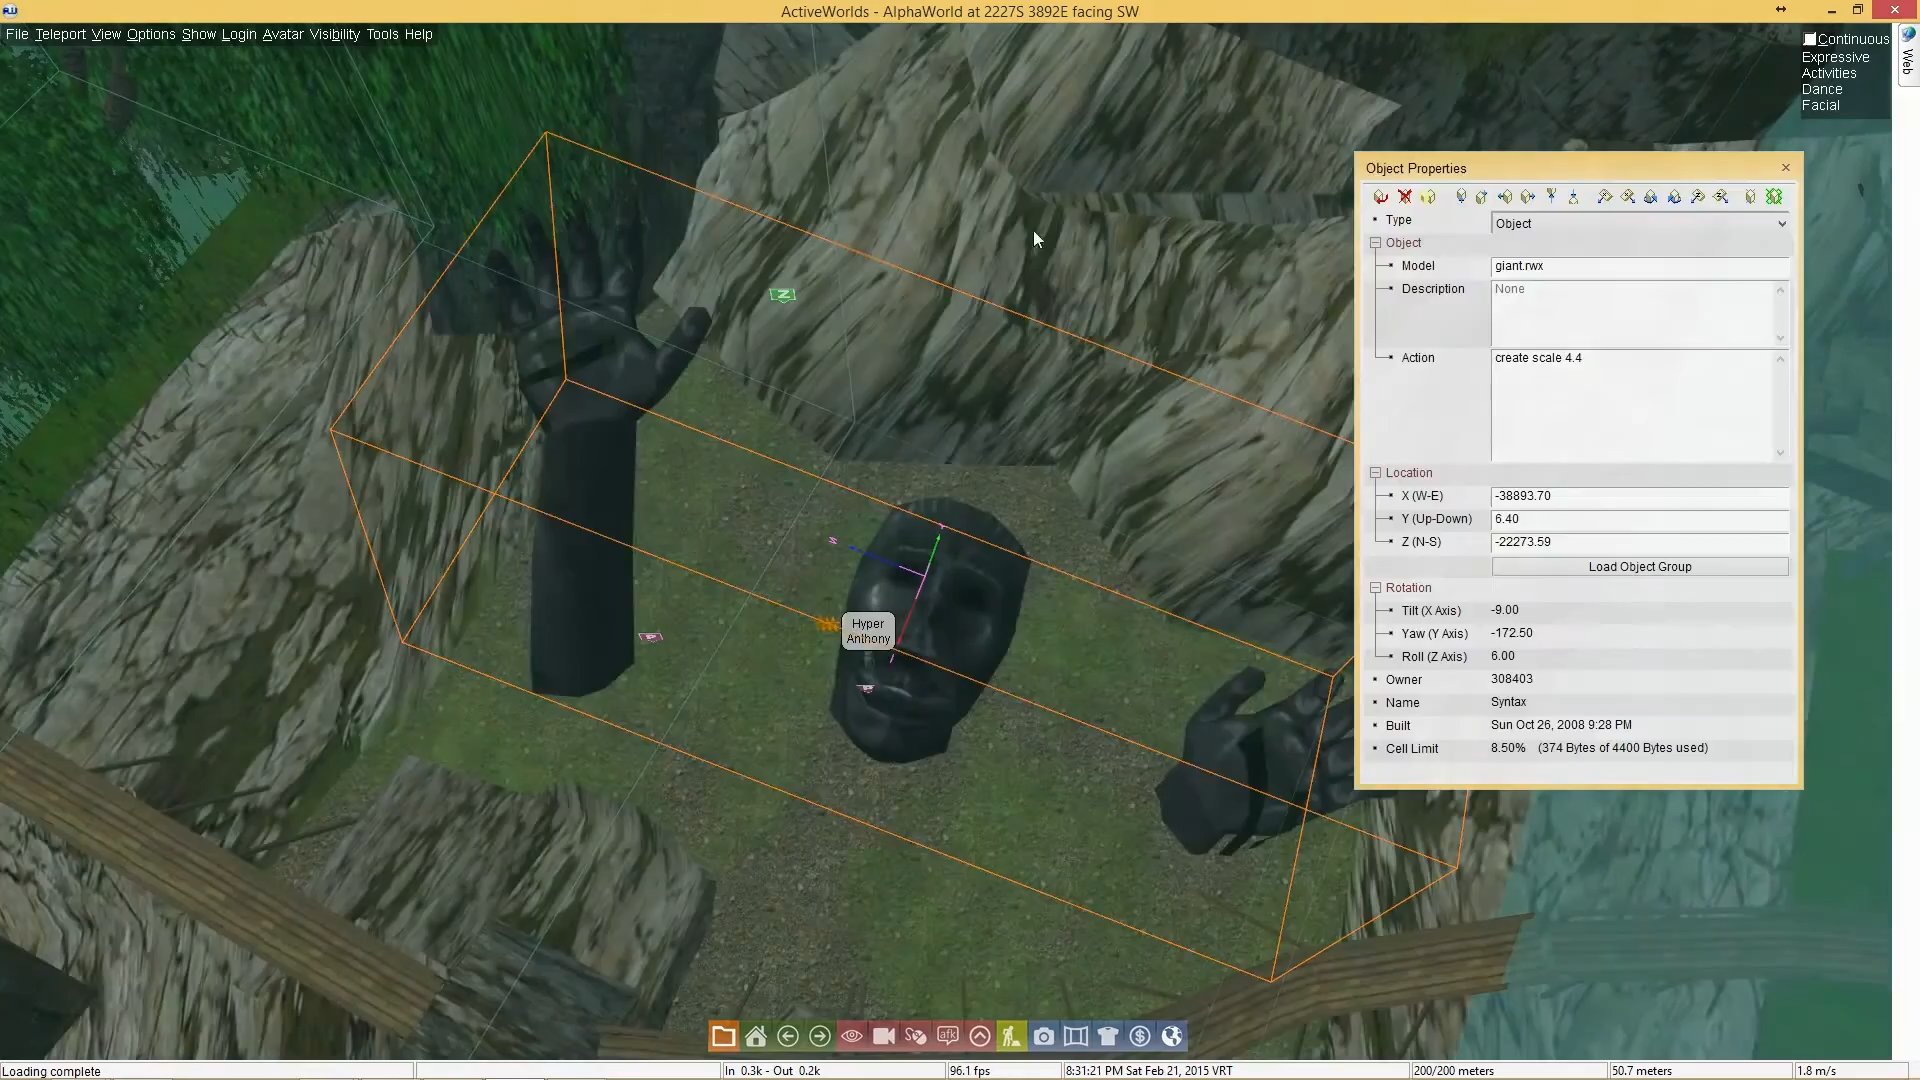 ActiveWorlds - AlphaWorld at 2227S 3892E facing SW
File Teleport View Options Show Login Avatar Visibility Tools Help
Continuous
Expressive
Activities
Dance
Facial
Web
Object Properties
Type Object
Object
Model giant.rwx
Description None
Action create scale 4.4
Location
X (W-E) -38893.70
Y (Up-Down) 6.40
Z (N-S) -22273.59
Load Object Group
Rotation
Tilt (X Axis) -9.00
Yaw (Y Axis) -172.50
Roll (Z Axis) 6.00
Owner 308403
Name Syntax
Built Sun Oct 26, 2008 9:28 PM
Cell Limit 8.50% (374 Bytes of 4400 Bytes used)
Hyper
Anthony
afk
Loading complete In 0.3k - Out 0.2k 96.1 fps 8:31:21 PM Sat Feb 21, 2015 VRT 200/200 meters 50.7 meters 1.8 m/s